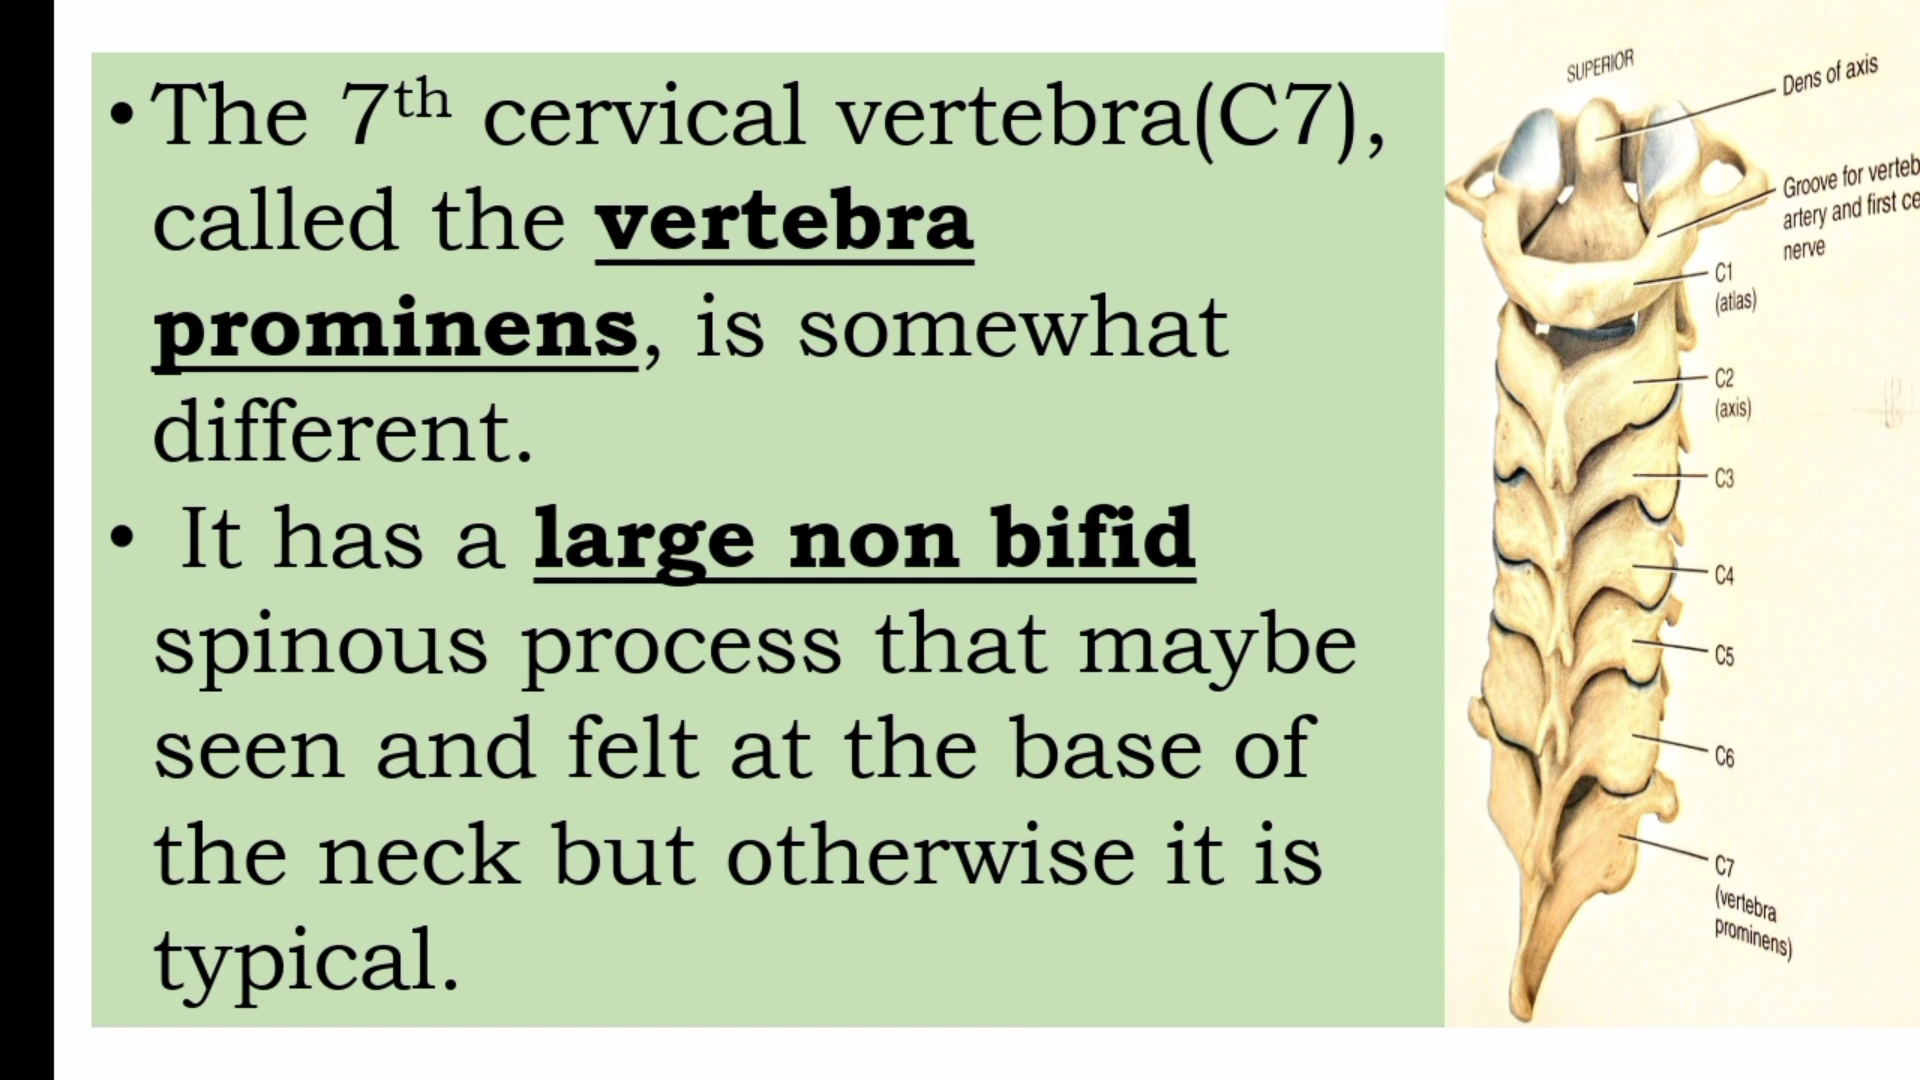 • The 7th cervical vertebra(C7),
called the vertebra
prominens, is somewhat
different.
• It has a large non bifid
spinous process that maybe
seen and felt at the base of
the neck but otherwise it is
typical.
SUPERIOR
Dens of axis
Groove for verteb
artery and first ce
nerve
C1
(atlas)
C2
(axis)
C3
C4
C5
C6
C7
(vertebra
prominens)